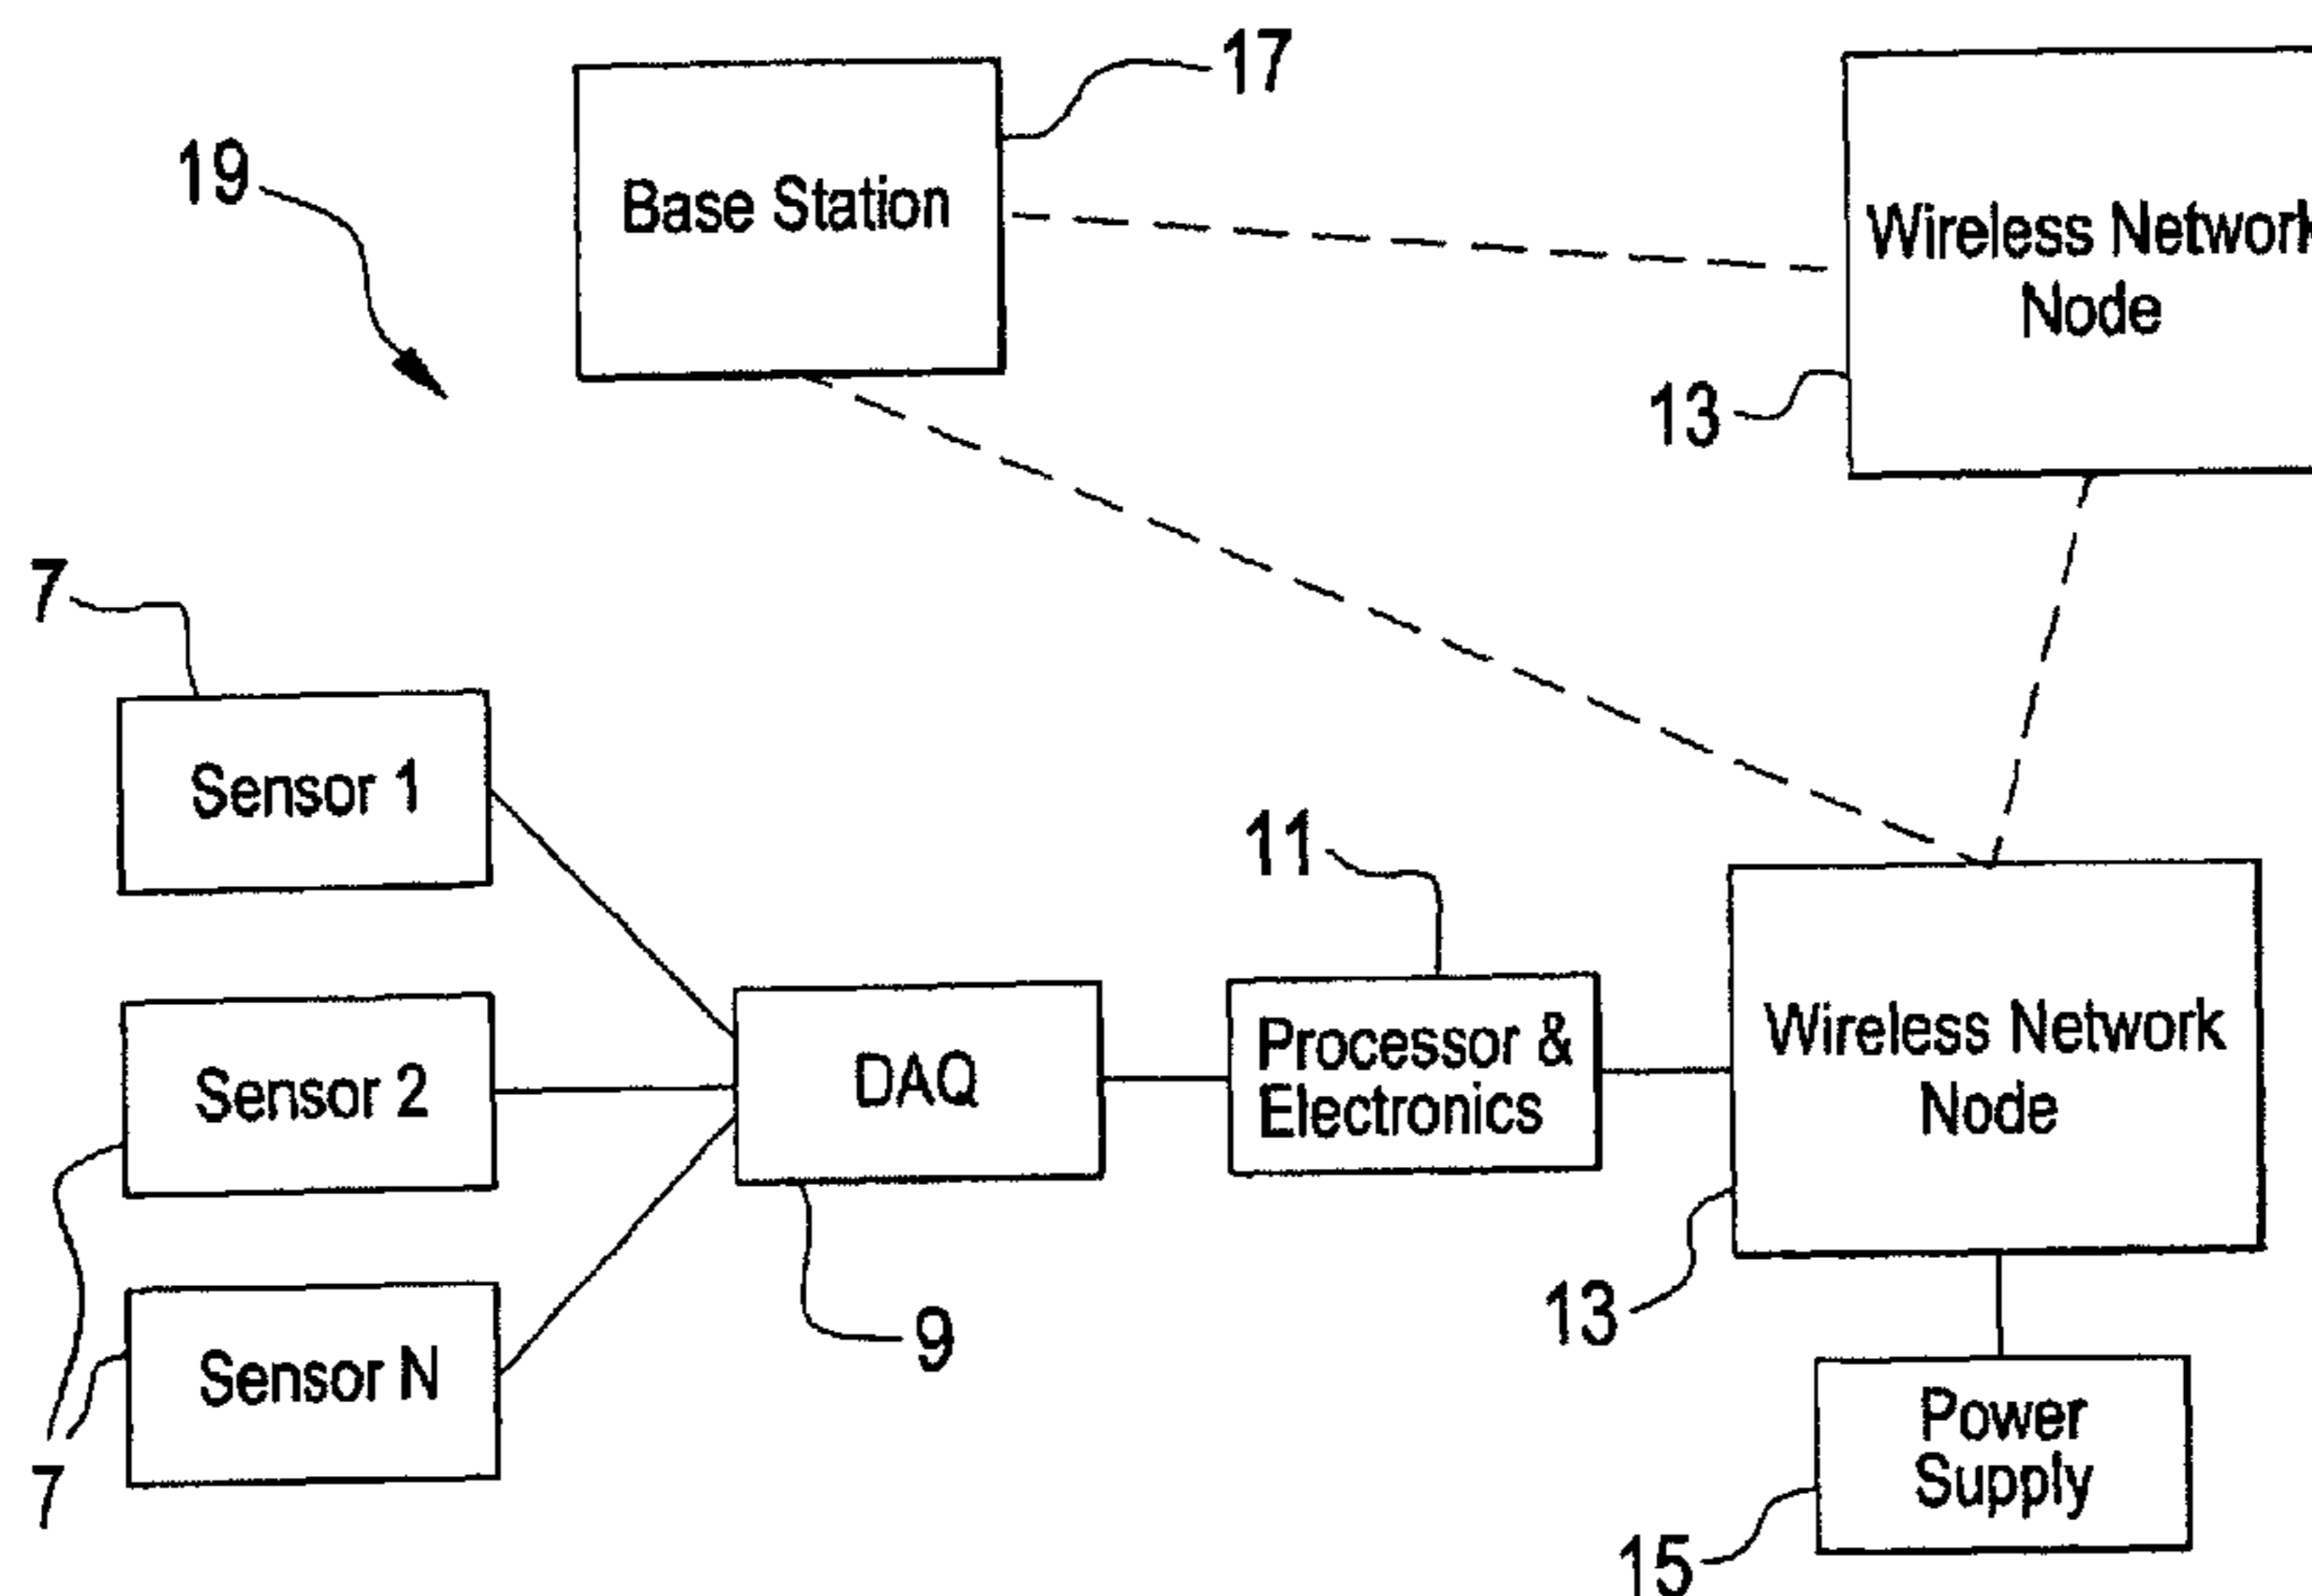 17
19
Base Station
Wireless Network
Node
13
7
Sensor 1
11
Sensor 2
DAQ
Processor &
Electronics
Wireless Network
Node
13
9
Sensor N
7
Power
Supply
15